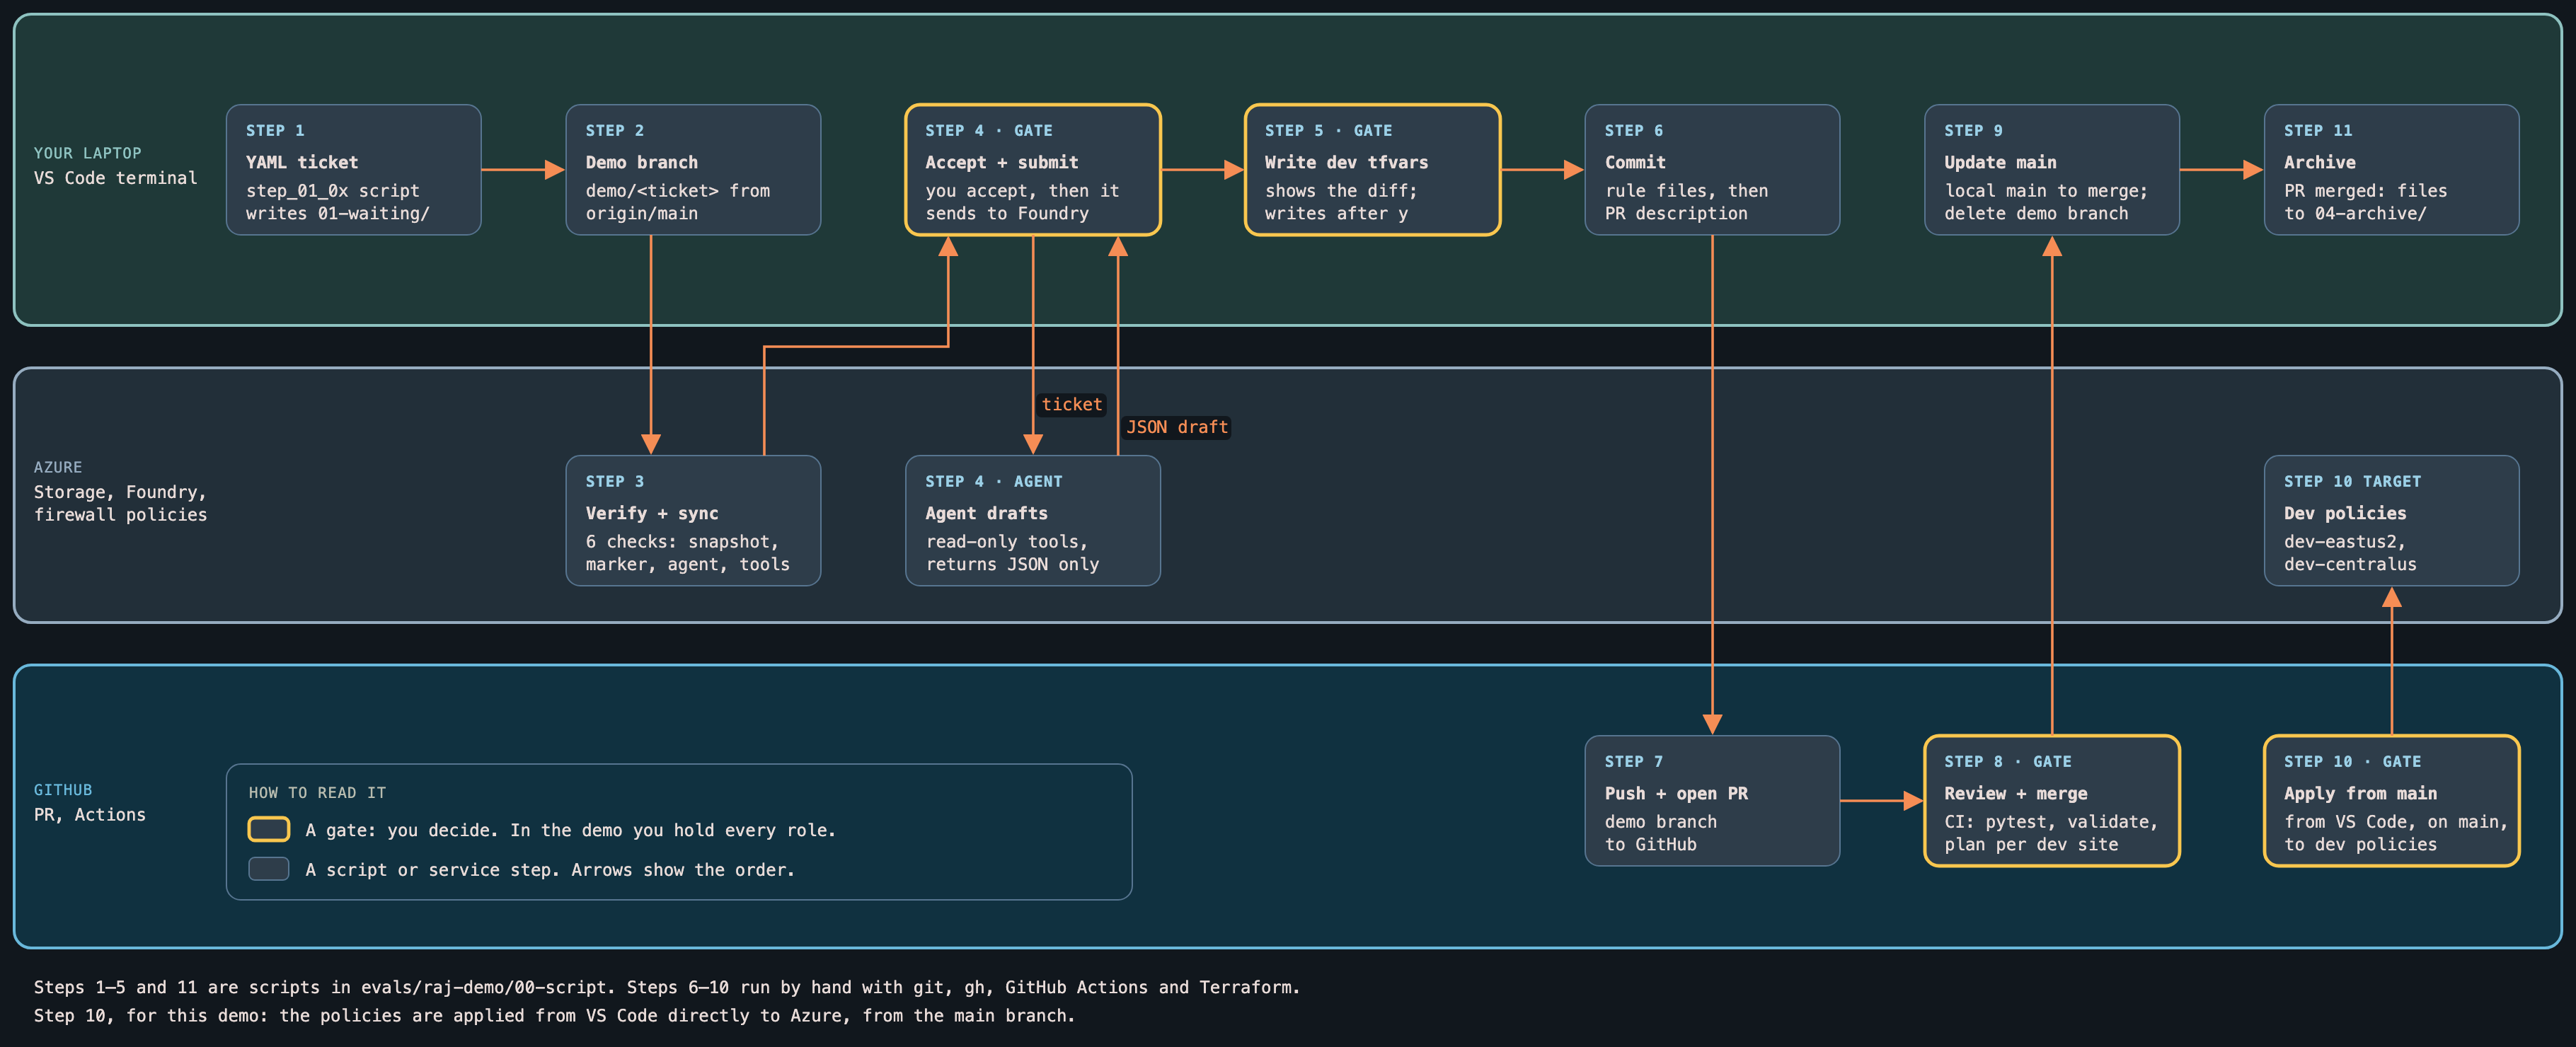 YOUR LAPTOP
VS Code terminal
STEP 1
YAML ticket
step_01_0x script
writes 01-waiting/
STEP 2
Demo branch
demo/<ticket> from
origin/main
STEP 4 · GATE
Accept + submit
you accept, then it
sends to Foundry
STEP 5 · GATE
Write dev tfvars
shows the diff;
writes after y
STEP 6
Commit
rule files, then
PR description
STEP 9
Update main
local main to merge;
delete demo branch
STEP 11
Archive
PR merged: files
to 04-archive/
ticket
JSON draft
AZURE
Storage, Foundry,
firewall policies
STEP 3
Verify + sync
6 checks: snapshot,
marker, agent, tools
STEP 4 · AGENT
Agent drafts
read-only tools,
returns JSON only
STEP 10 TARGET
Dev policies
dev-eastus2,
dev-centralus
GITHUB
PR, Actions
HOW TO READ IT
A gate: you decide. In the demo you hold every role.
A script or service step. Arrows show the order.
STEP 7
Push + open PR
demo branch
to GitHub
STEP 8 · GATE
Review + merge
CI: pytest, validate,
plan per dev site
STEP 10 · GATE
Apply from main
from VS Code, on main,
to dev policies
Steps 1–5 and 11 are scripts in evals/raj-demo/00-script. Steps 6–10 run by hand with git, gh, GitHub Actions and Terraform.
Step 10, for this demo: the policies are applied from VS Code directly to Azure, from the main branch.